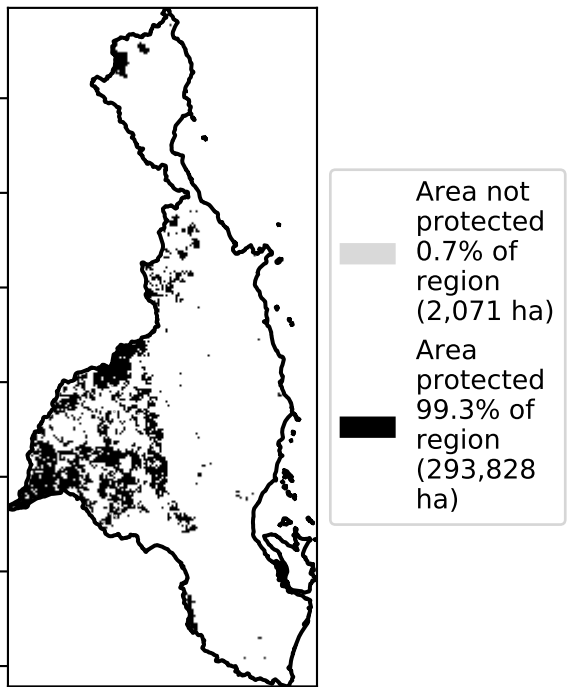 Area not
protected
0.7% of
region
(2,071 ha)
Area
protected
99.3% of
region
(293,828
ha)